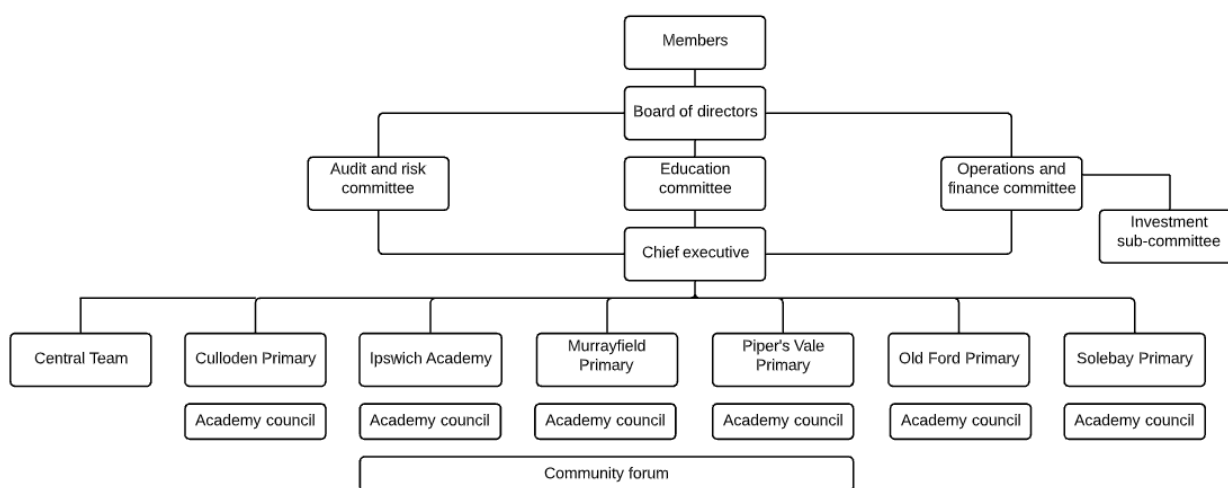 Members
Board of directors
Audit and risk
committee
Education
committee
Operations and
finance committee
Investment
sub-committee
Chief executive
Central Team
Culloden Primary
Ipswich Academy
Murrayfield
Primary
Piper's Vale
Primary
Old Ford Primary
Solebay Primary
Academy council
Academy council
Academy council
Academy council
Academy council
Academy council
Community forum